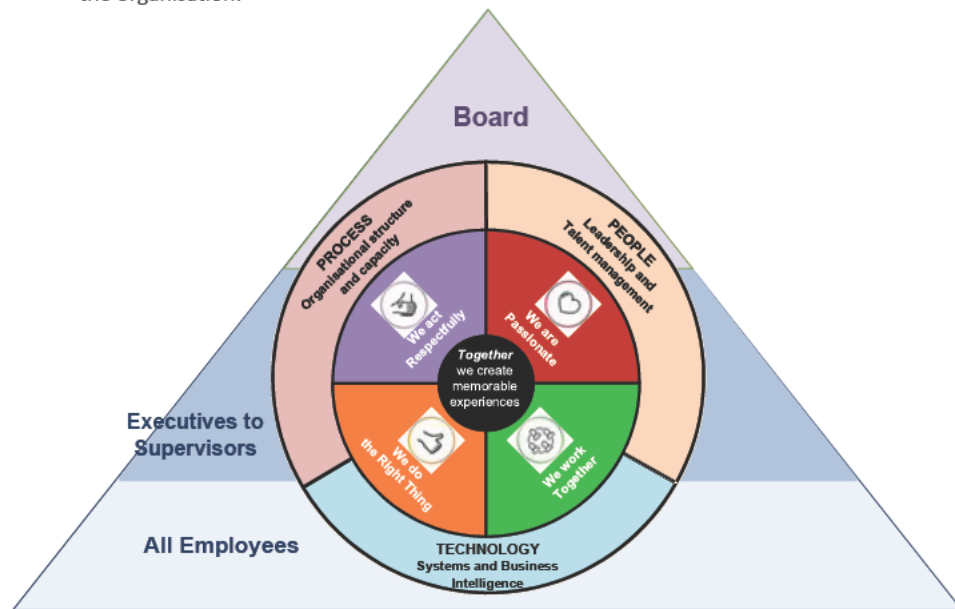 the Organisation.
Board
PROCESS
Organisational structure
and capacity
PEOPLE
Leadership and
Talent management
We act
Respectfully
We are
Passionate
Together
we create
memorable
experiences
Executives to
Supervisors
We do
the Right Thing
We work
Together
All Employees
TECHNOLOGY
Systems and Business
Intelligence